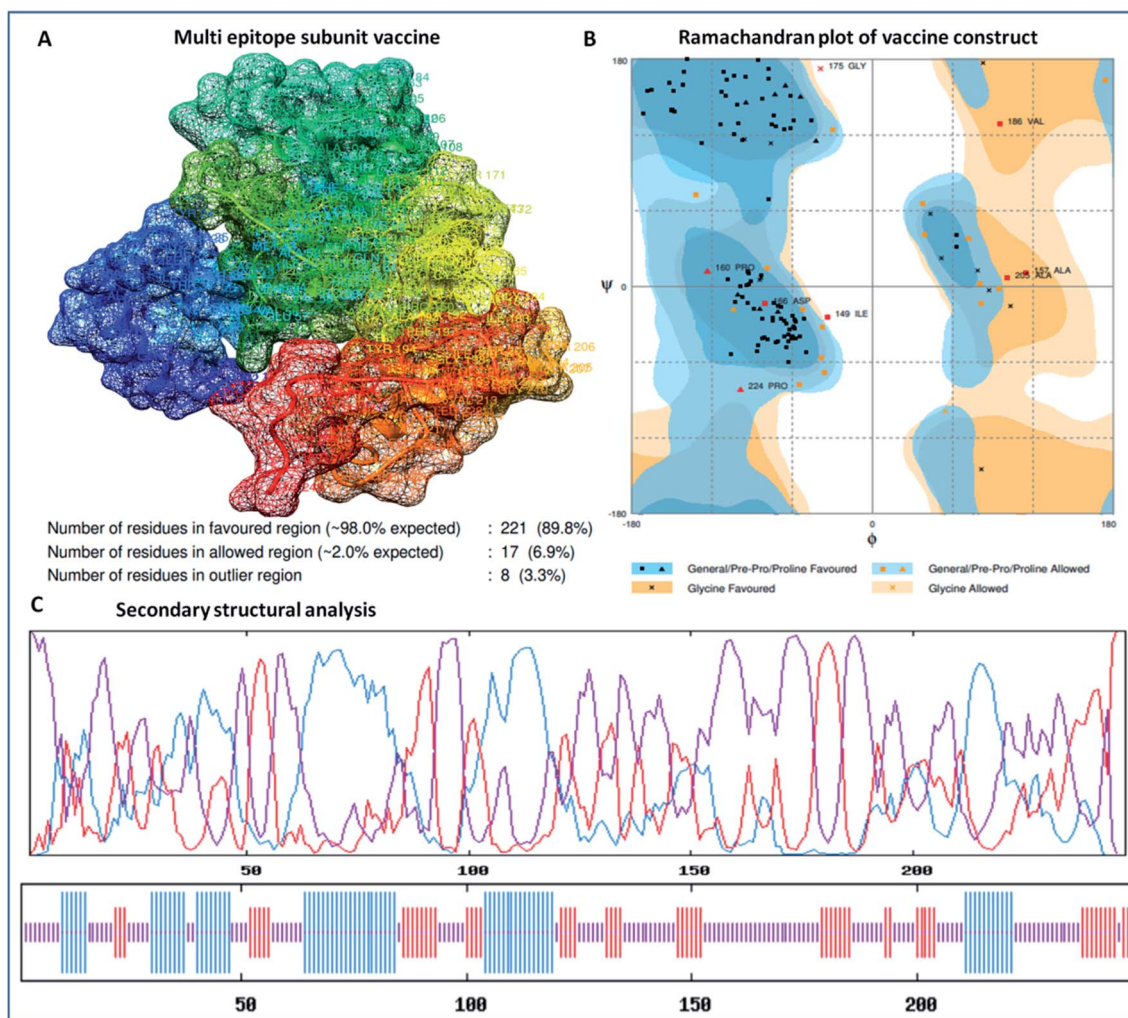 A
Multi epitope subunit vaccine
Number of residues in favoured region (~98.0% expected) : 221 (89.8%)
Number of residues in allowed region (~2.0% expected) : 17 (6.9%)
Number of residues in outlier region : 8 (3.3%)
B
Ramachandran plot of vaccine construct
180
175 GLY
186 VAL
160 PRO
157 ALA
205 ALA
Ψ
0
166 ASP
149 ILE
224 PRO
-180
-180
0
180
ϕ
General/Pre-Pro/Proline Favoured
General/Pre-Pro/Proline Allowed
Glycine Favoured
Glycine Allowed
C
Secondary structural analysis
50
100
150
200
50
100
150
200